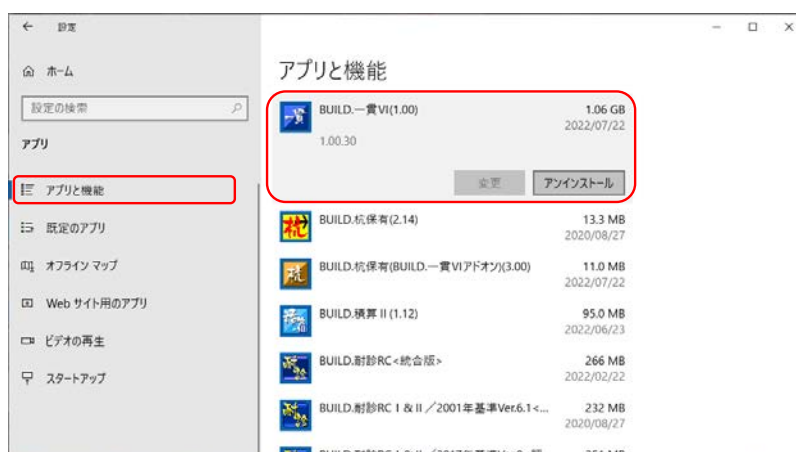 設定
ホーム
設定の検索
アプリ
アプリと機能
既定のアプリ
オフライン マップ
Web サイト用のアプリ
ビデオの再生
スタートアップ
アプリと機能
BUILD.一貫VI(1.00)
1.06 GB
2022/07/22
1.00.30
変更
アンインストール
BUILD.杭保有(2.14)
13.3 MB
2020/08/27
BUILD.杭保有(BUILD.一貫VIアドオン)(3.00)
11.0 MB
2022/07/22
BUILD.積算 II (1.12)
95.0 MB
2022/06/23
BUILD.耐診RC<統合版>
266 MB
2022/02/22
BUILD.耐診RC I & II ／2001年基準Ver.6.1<...
232 MB
2020/08/27